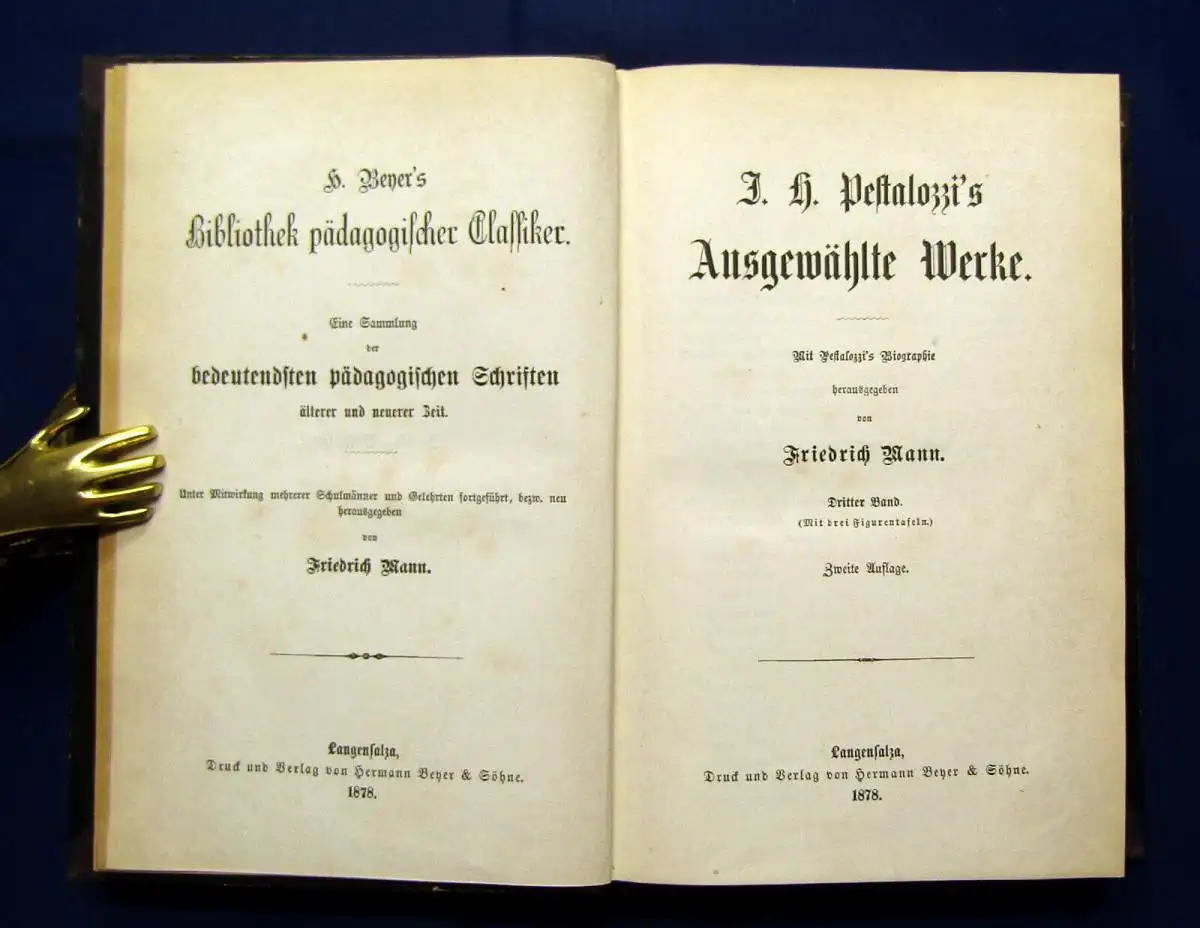 H. Beyer's
Bibliothek pädagogischer Classiker.
Eine Sammlung
der
bedeutendsten pädagogischen Schriften
älterer und neuerer Zeit.
Unter Mitwirkung mehrerer Schulmänner und Gelehrten fortgeführt, bezw. neu
herausgegeben
von
Friedrich Mann.
Langensalza,
Druck und Verlag von Hermann Beyer & Söhne.
1878.
J. H. Pestalozzi's
Ausgewählte Werke.
Mit Pestalozzi's Biographie
herausgegeben
von
Friedrich Mann.
Dritter Band.
(Mit drei Figurentafeln.)
Zweite Auflage.
Langensalza,
Druck und Verlag von Hermann Beyer & Söhne.
1878.